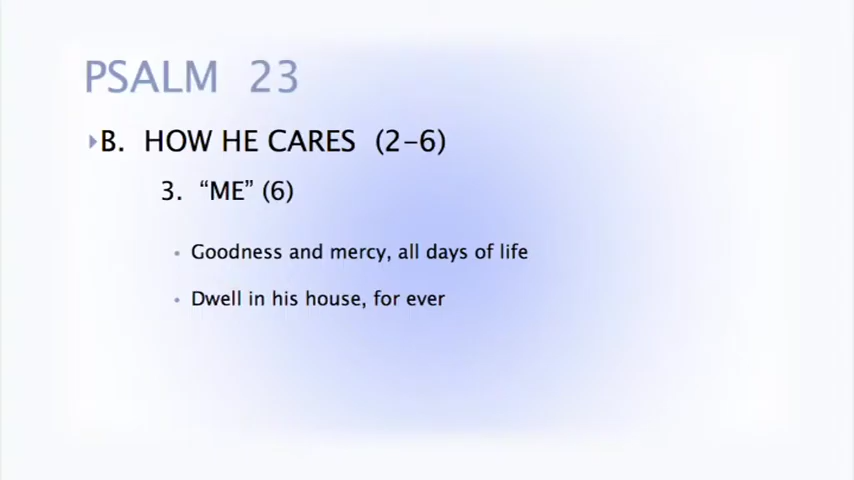 PSALM 23
B. HOW HE CARES (2-6)
3. “ME” (6)
• Goodness and mercy, all days of life
• Dwell in his house, for ever